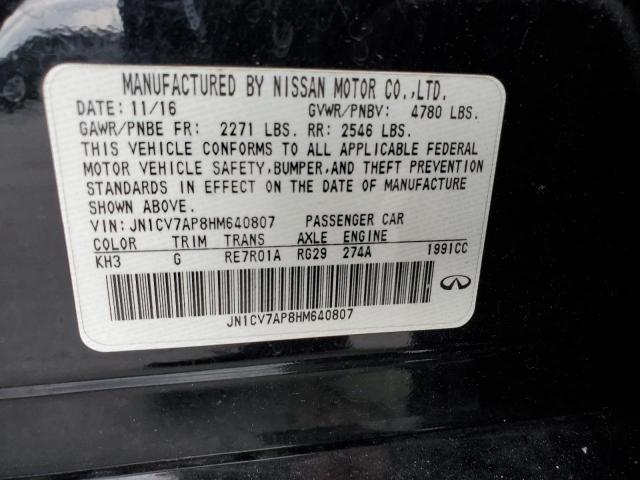 MANUFACTURED BY NISSAN MOTOR CO.,LTD.
DATE: 11/16 GVWR/PNBV: 4780 LBS.
GAWR/PNBE FR: 2271 LBS. RR: 2546 LBS.
THIS VEHICLE CONFORMS TO ALL APPLICABLE FEDERAL
MOTOR VEHICLE SAFETY, BUMPER, AND THEFT PREVENTION
STANDARDS IN EFFECT ON THE DATE OF MANUFACTURE
SHOWN ABOVE.
VIN: JN1CV7AP8HM640807 PASSENGER CAR
COLOR TRIM TRANS AXLE ENGINE
KH3 G RE7R01A RG29 274A 1991CC
JN1CV7AP8HM640807